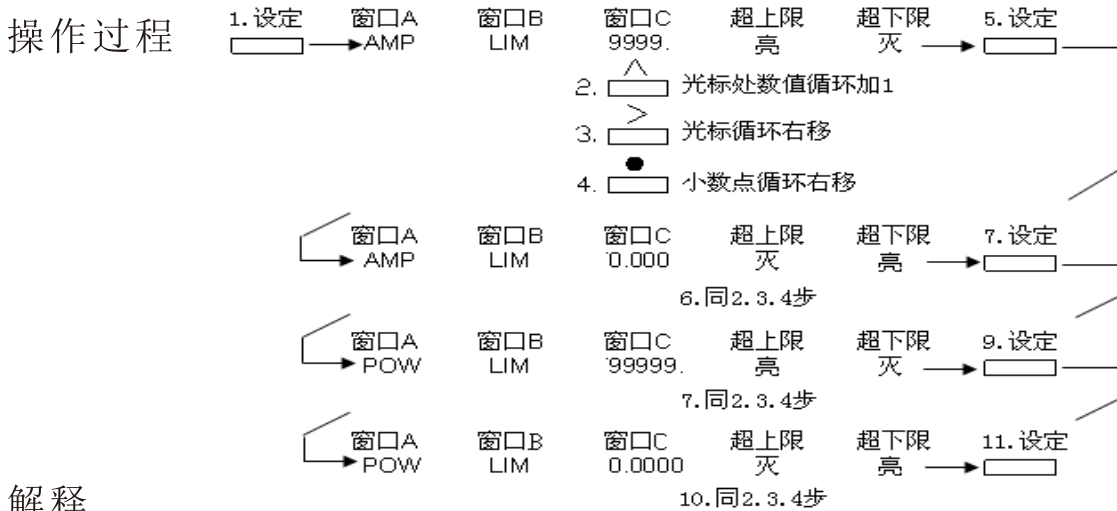 操作过程
1.设定 窗口A 窗口B 窗口C 超上限 超下限 5.设定
AMP LIM 9999. 亮 灭
2. 光标处数值循环加1
3. 光标循环右移
4. 小数点循环右移
窗口A 窗口B 窗口C 超上限 超下限 7.设定
AMP LIM 0.000 灭 亮
6.同2.3.4步
窗口A 窗口B 窗口C 超上限 超下限 9.设定
POW LIM 99999. 亮 灭
7.同2.3.4步
窗口A 窗口B 窗口C 超上限 超下限 11.设定
POW LIM 0.0000 灭 亮
10.同2.3.4步
解释